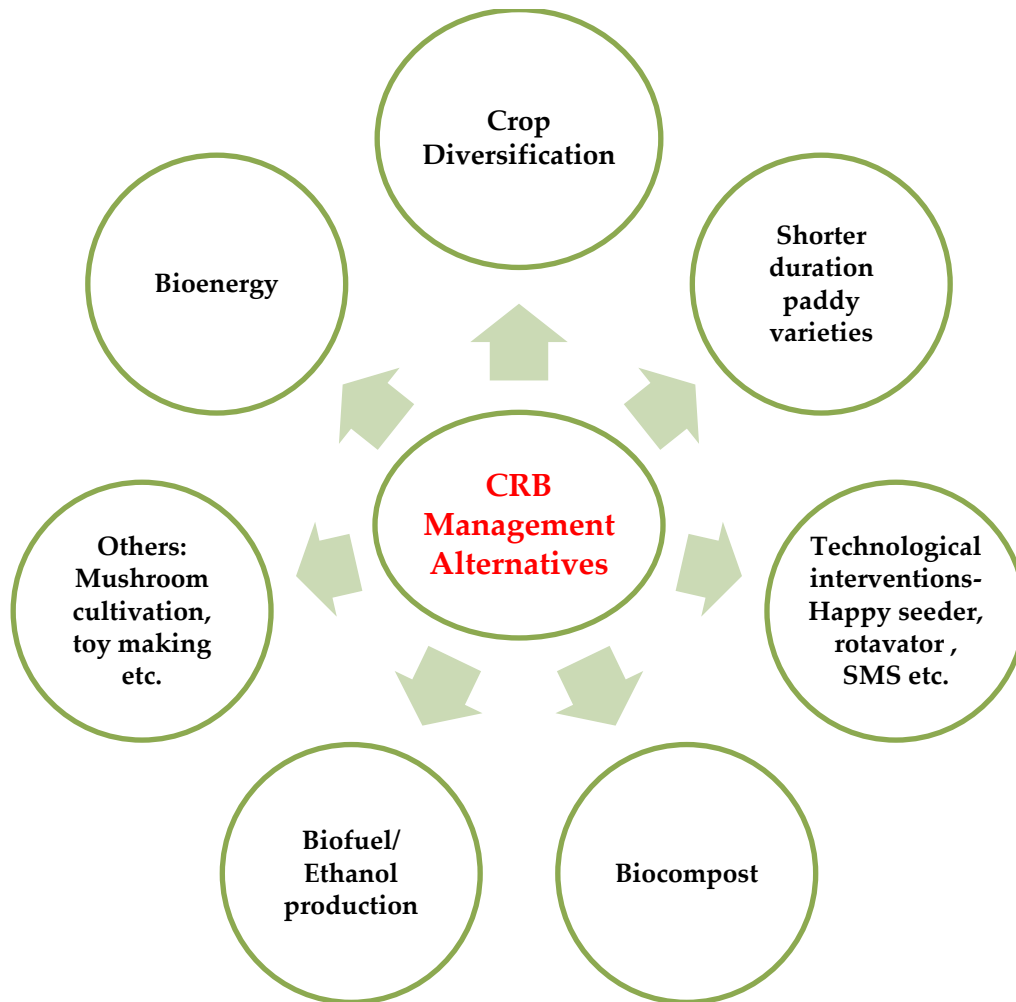 Crop
Diversification
Shorter
duration
paddy
varieties
Bioenergy
CRB
Management
Alternatives
Others:
Mushroom
cultivation,
toy making
etc.
Technological
interventions-
Happy seeder,
rotavator ,
SMS etc.
Biofuel/
Ethanol
production
Biocompost